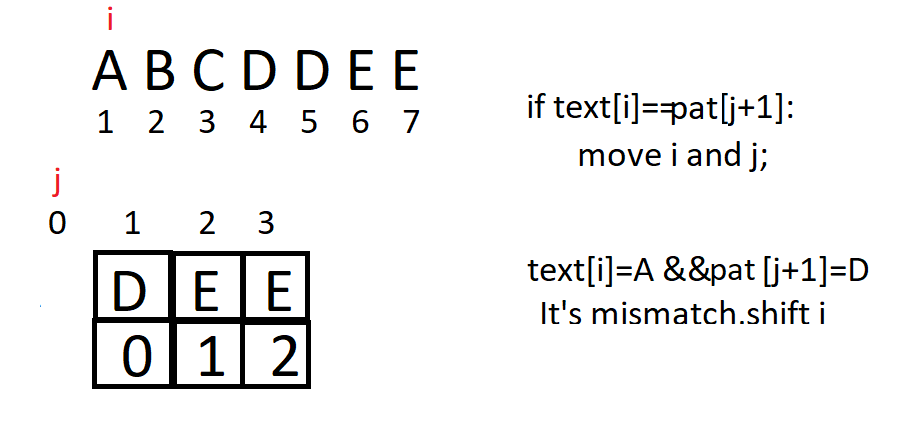 i
A B C D D E E
1 2 3 4 5 6 7
if text[i]==pat[j+1]:
move i and j;
j
0 1 2 3
D E E
0 1 2
text[i]=A &&pat [j+1]=D
It's mismatch.shift i